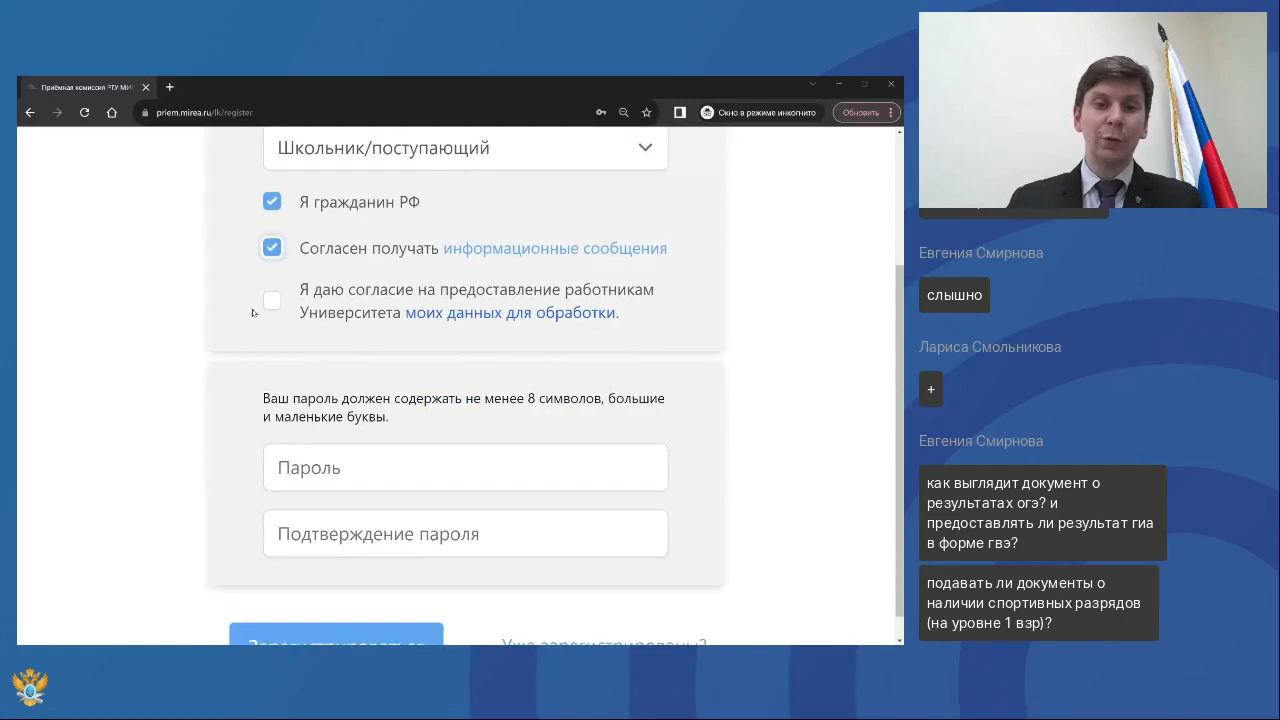 Приёмная комиссия РТУ МИ
priem.mirea.ru/lk/register
Окно в режиме инкогнито
Обновить
Школьник/поступающий
Я гражданин РФ
Согласен получать информационные сообщения
Я даю согласие на предоставление работникам
Университета моих данных для обработки.
Ваш пароль должен содержать не менее 8 символов, большие
и маленькие буквы.
Пароль
Подтверждение пароля
Зарегистрироваться
Уже зарегистрированы?
Евгения Смирнова
слышно
Лариса Смольникова
+
Евгения Смирнова
как выглядит документ о
результатах огэ? и
предоставлять ли результат гиа
в форме гвэ?
подавать ли документы о
наличии спортивных разрядов
(на уровне 1 взр)?